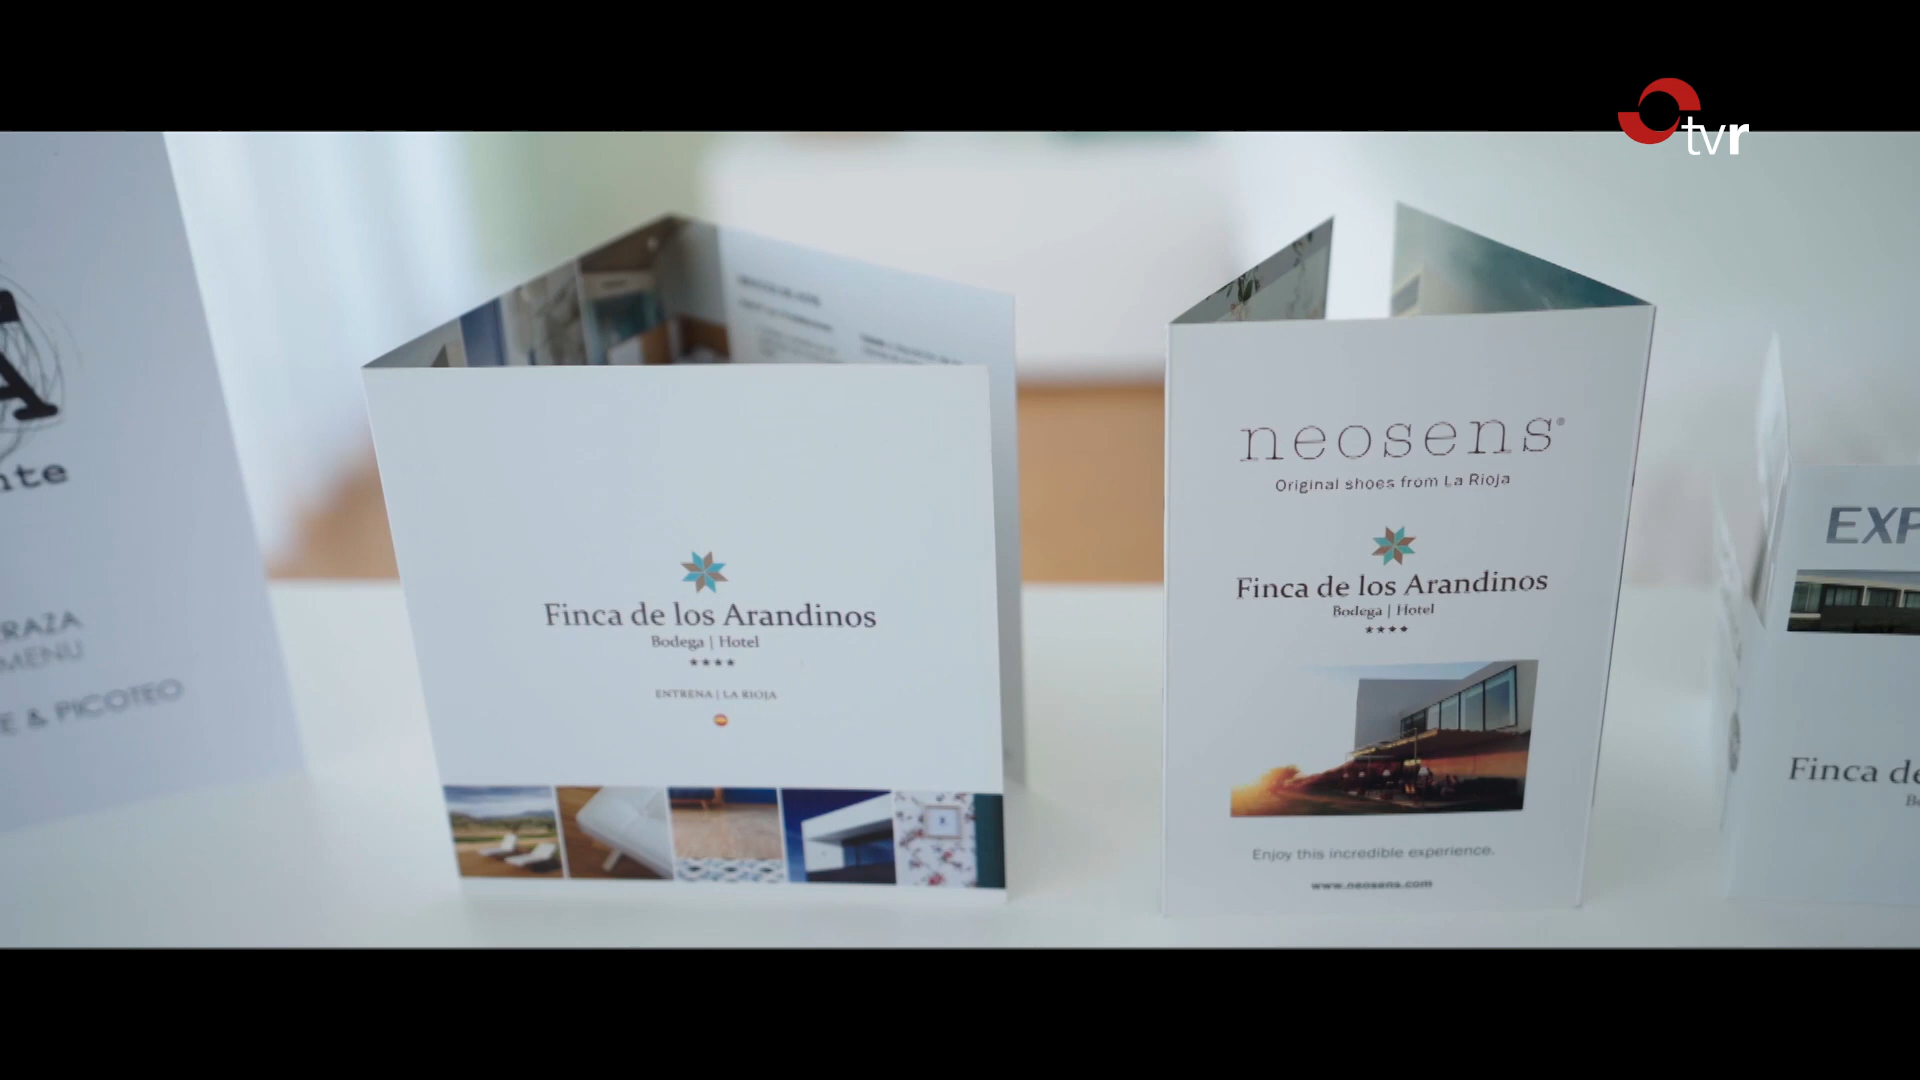 tvr
A
nte
RAZA
MENU
E & PICOTEO
Finca de los Arandinos
Bodega | Hotel
★★★★
ENTRENA | LA RIOJA
neosens®
Original shoes from La Rioja
Finca de los Arandinos
Bodega | Hotel
★★★★
Enjoy this incredible experience.
www.neosens.com
EXP
Finca de